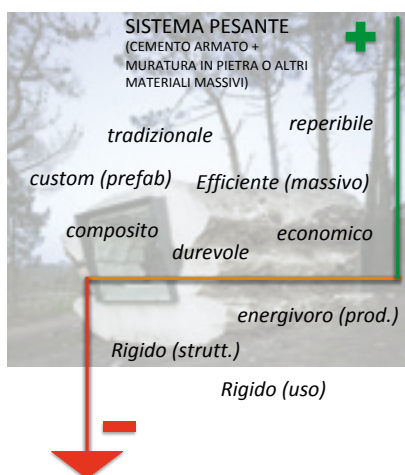 SISTEMA PESANTE
(CEMENTO ARMATO +
MURATURA IN PIETRA O ALTRI
MATERIALI MASSIVI)
reperibile
tradizionale
custom (prefab)
Efficiente (massivo)
composito
economico
durevole
energivoro (prod.)
Rigido (strutt.)
Rigido (uso)